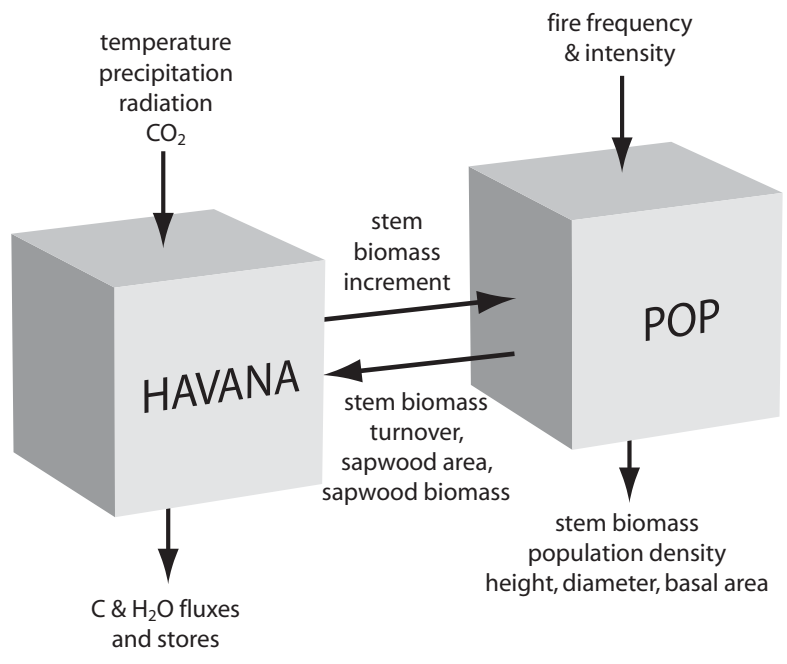 temperature
precipitation
radiation
CO₂
fire frequency
& intensity
stem
biomass
increment
HAVANA
POP
stem biomass
turnover,
sapwood area,
sapwood biomass
C & H₂O fluxes
and stores
stem biomass
population density
height, diameter, basal area